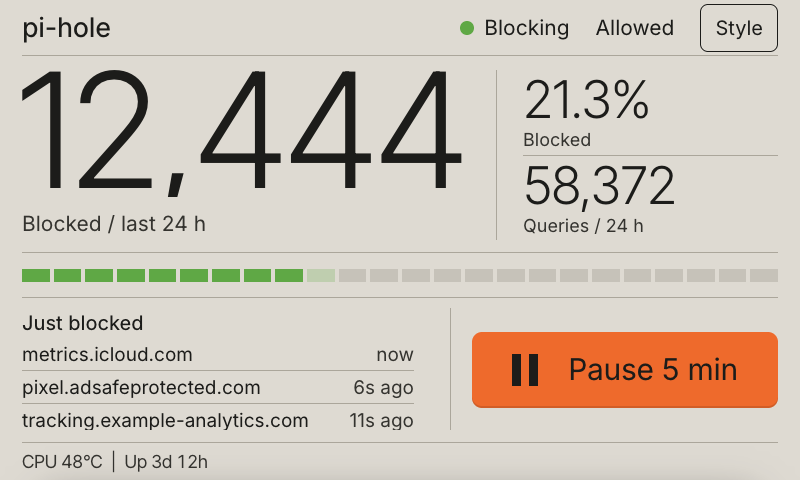 pi-hole
Blocking
Allowed
Style
12,444
Blocked / last 24 h
21.3%
Blocked
58,372
Queries / 24 h
Just blocked
metrics.icloud.com now
pixel.adsafeprotected.com 6s ago
tracking.example-analytics.com 11s ago
Pause 5 min
CPU 48°C | Up 3d 12h